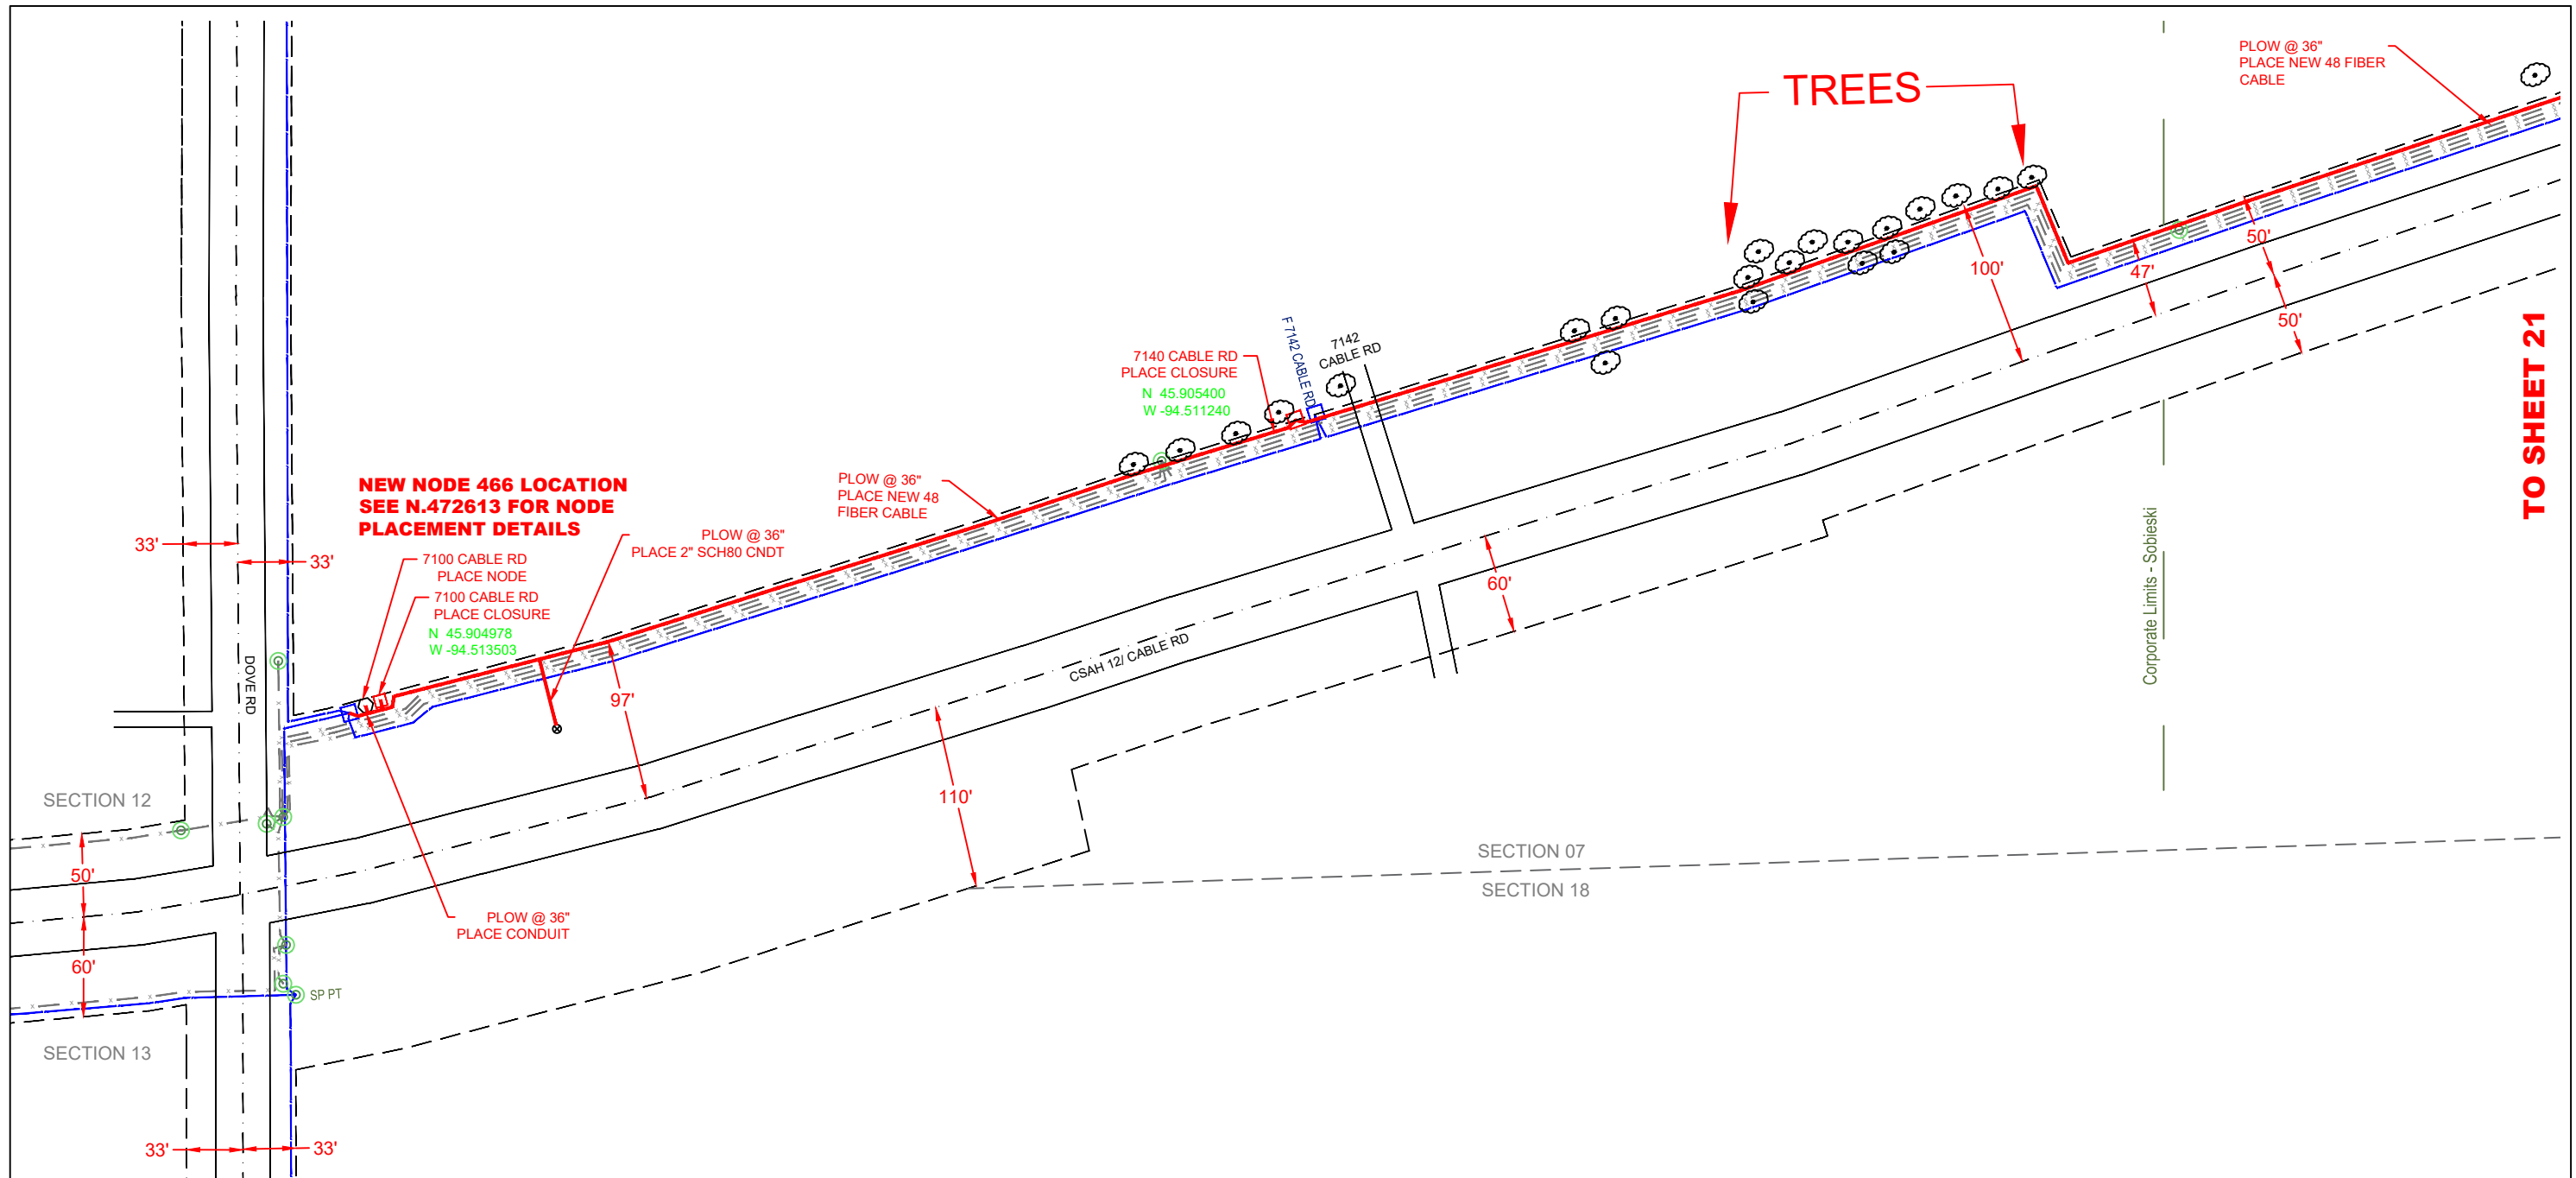 PLOW @ 36"
PLACE NEW 48 FIBER
CABLE
TREES
50'
100'
47'
50'
TO SHEET 21
F 7142 CABLE RD
7142
CABLE RD
7140 CABLE RD
PLACE CLOSURE
N 45.905400
W -94.511240
PLOW @ 36"
PLACE NEW 48
FIBER CABLE
NEW NODE 466 LOCATION
SEE N.472613 FOR NODE
PLACEMENT DETAILS
PLOW @ 36"
PLACE 2" SCH80 CNDT
33'
33'
7100 CABLE RD
PLACE NODE
7100 CABLE RD
PLACE CLOSURE
N 45.904978
W -94.513503
60'
Corporate Limits - Sobieski
CSAH 12/ CABLE RD
DOVE RD
97'
110'
SECTION 12
SECTION 07
SECTION 18
50'
PLOW @ 36"
PLACE CONDUIT
60'
SP PT
SECTION 13
33'
33'